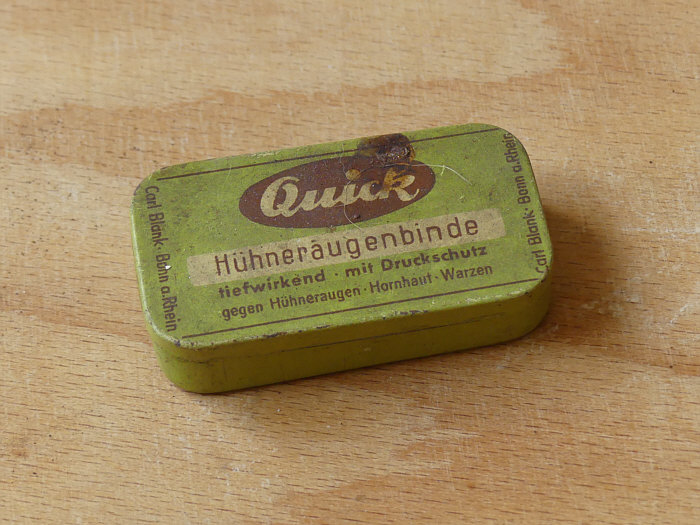 Quick
Hühneraugenbinde
tiefwirkend · mit Druckschutz
gegen Hühneraugen · Hornhaut · Warzen
Carl Blank · Bonn a.Rhein
Carl Blank · Bonn a.Rhein